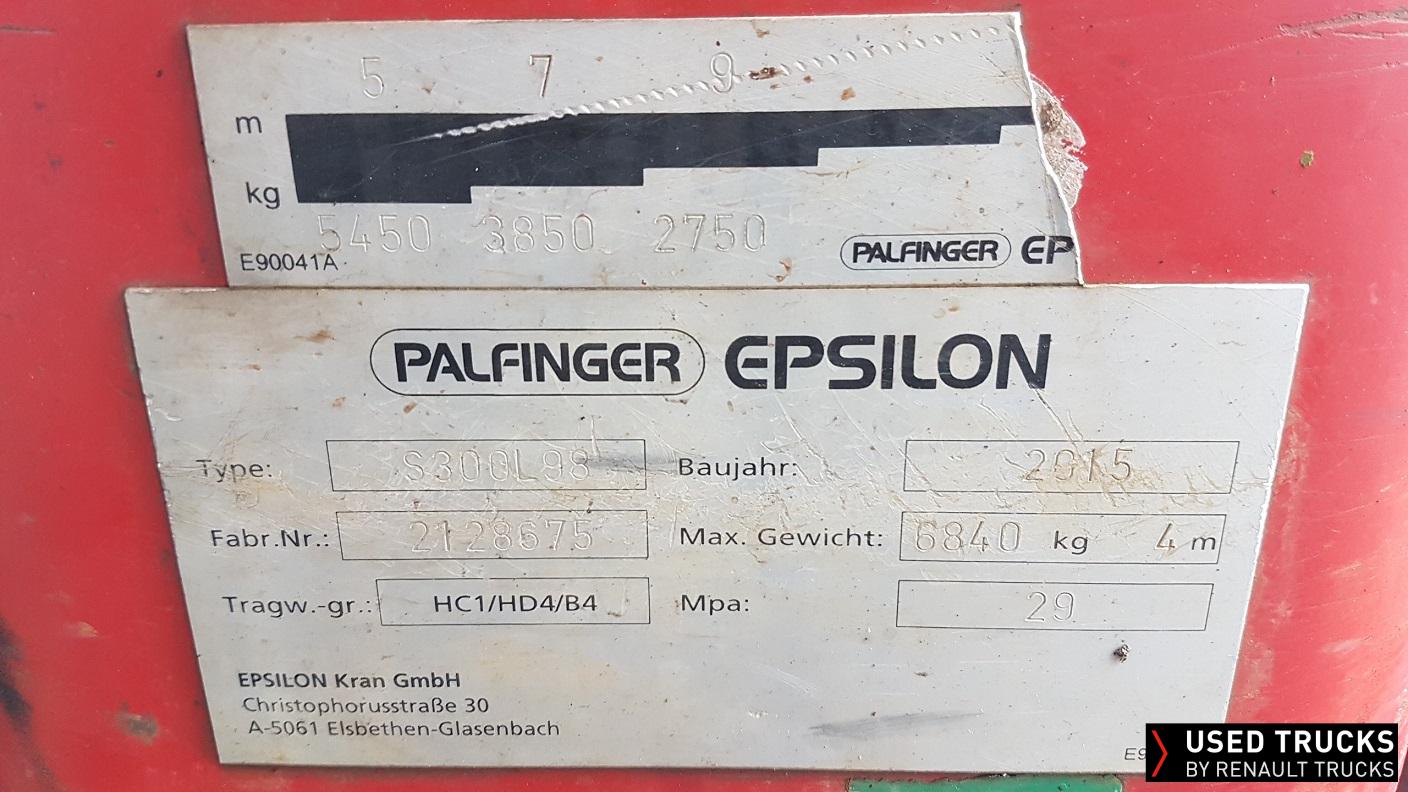 5 7 9
m
kg
5450 3850 2750
E90041A
PALFINGER EP
PALFINGER EPSILON
Type: S300L98 Baujahr: 2015
Fabr.Nr.: 2128675 Max. Gewicht: 6840 kg 4 m
Tragw.-gr.: HC1/HD4/B4 Mpa: 29
EPSILON Kran GmbH
Christophorusstraße 30
A-5061 Elsbethen-Glasenbach
E9
USED TRUCKS
BY RENAULT TRUCKS